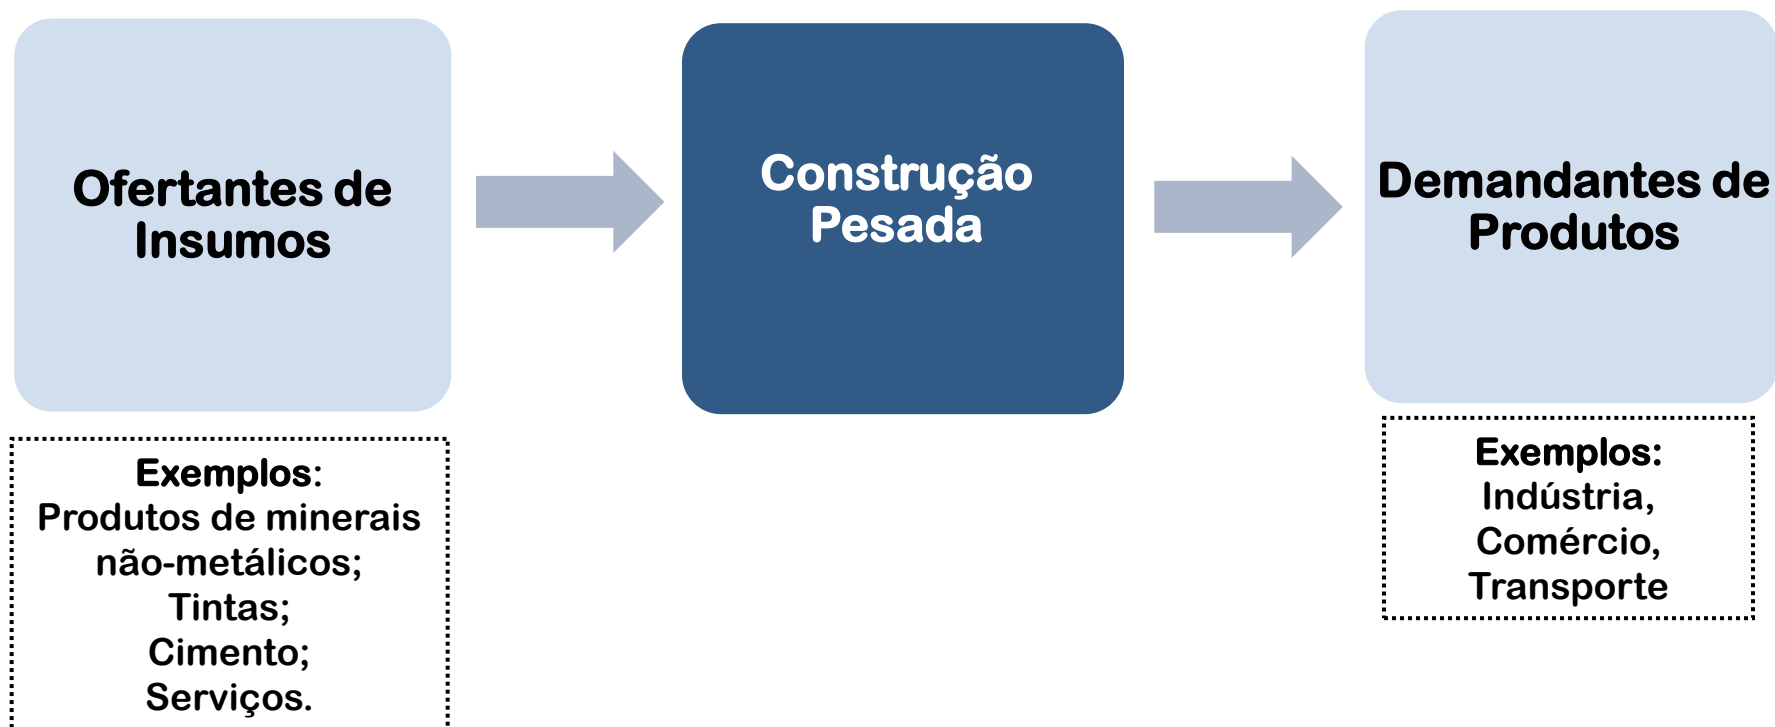 Ofertantes de
Insumos
Construção
Pesada
Demandantes de
Produtos
Exemplos:
Produtos de minerais
não-metálicos;
Tintas;
Cimento;
Serviços.
Exemplos:
Indústria,
Comércio,
Transporte